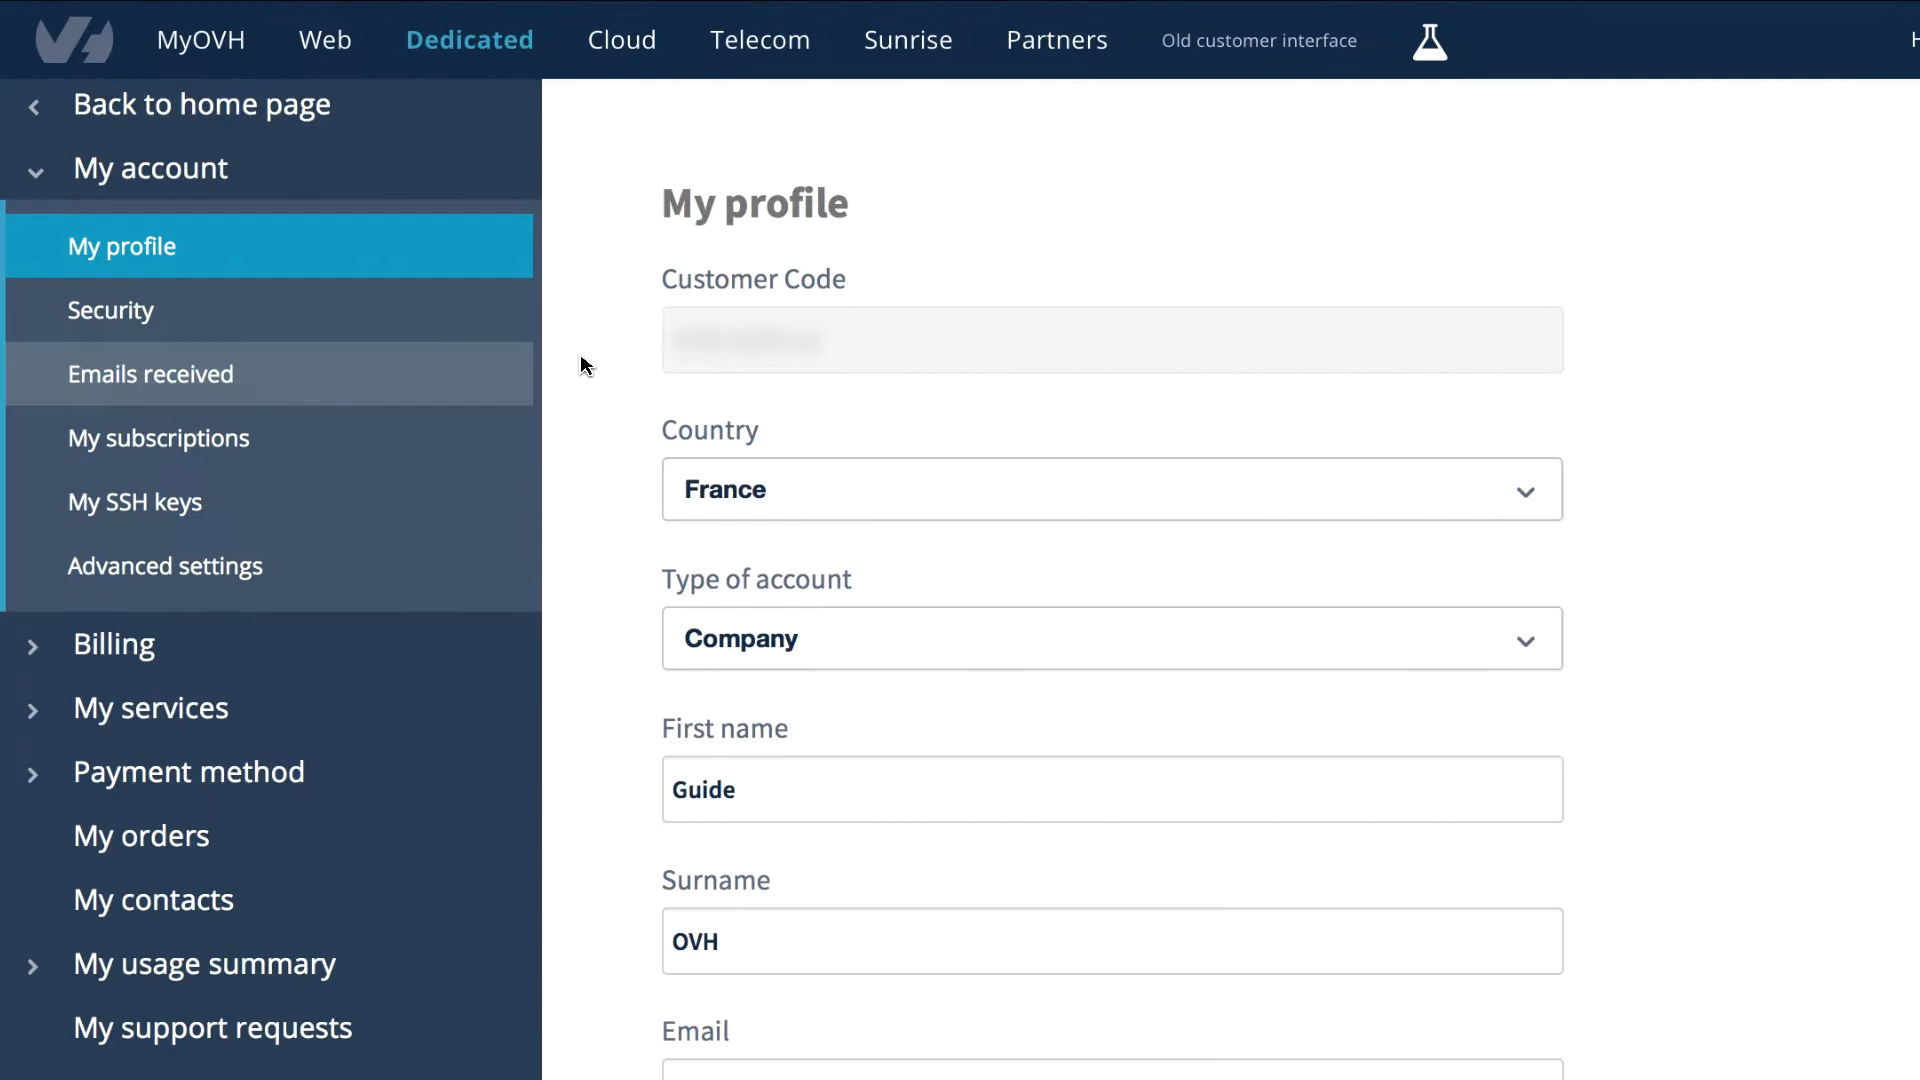 MyOVH Web Dedicated Cloud Telecom Sunrise Partners Old customer interface
Back to home page
My account
My profile
Security
Emails received
My subscriptions
My SSH keys
Advanced settings
Billing
My services
Payment method
My orders
My contacts
My usage summary
My support requests
My profile
Customer Code
Country
France
Type of account
Company
First name
Guide
Surname
OVH
Email